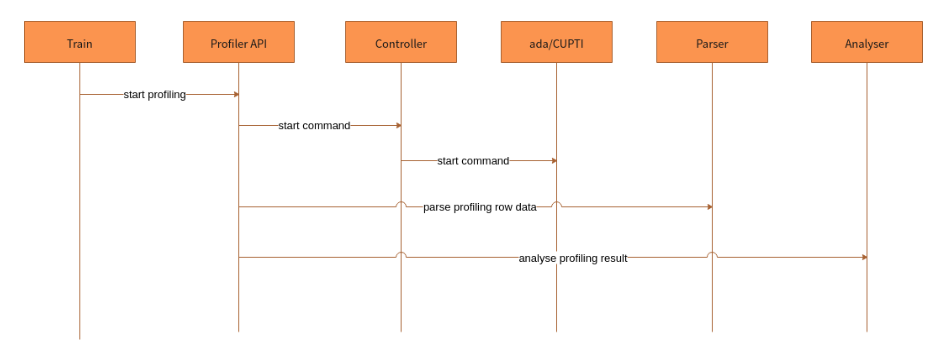 Train
Profiler API
Controller
ada/CUPTI
Parser
Analyser
start profiling
start command
start command
parse profiling row data
analyse profiling result